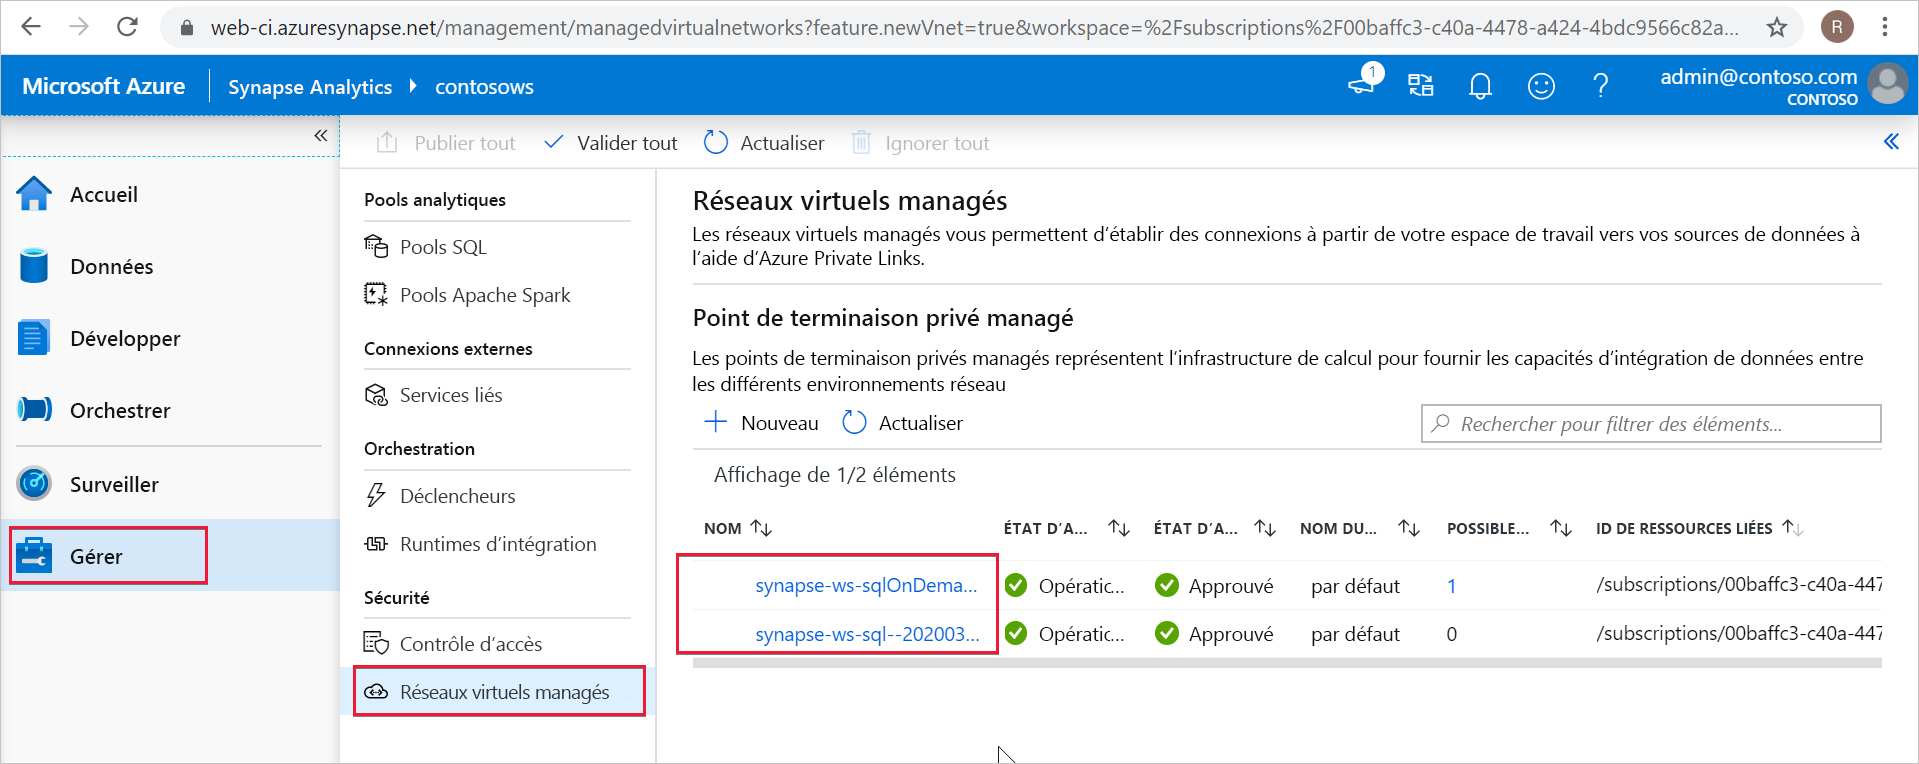 web-ci.azuresynapse.net/management/managedvirtualnetworks?feature.newVnet=true&workspace=%2Fsubscriptions%2F00baffc3-c40a-4478-a424-4bdc9566c82a...
R
Microsoft Azure
Synapse Analytics
contosows
1
?
admin@contoso.com
CONTOSO
«
Publier tout
Valider tout
Actualiser
Ignorer tout
«
Accueil
Données
Développer
Orchestrer
Surveiller
Gérer
Pools analytiques
Pools SQL
Pools Apache Spark
Connexions externes
Services liés
Orchestration
Déclencheurs
Runtimes d’intégration
Sécurité
Contrôle d’accès
Réseaux virtuels managés
Réseaux virtuels managés
Les réseaux virtuels managés vous permettent d’établir des connexions à partir de votre espace de travail vers vos sources de données à
l’aide d’Azure Private Links.
Point de terminaison privé managé
Les points de terminaison privés managés représentent l’infrastructure de calcul pour fournir les capacités d’intégration de données entre
les différents environnements réseau
Nouveau
Actualiser
Rechercher pour filtrer des éléments...
Affichage de 1/2 éléments
NOM ÉTAT D’A... ÉTAT D’A... NOM DU... POSSIBLE... ID DE RESSOURCES LIÉES
synapse-ws-sqlOnDema... Opératic... Approuvé par défaut 1 /subscriptions/00baffc3-c40a-447
synapse-ws-sql--202003... Opératic... Approuvé par défaut 0 /subscriptions/00baffc3-c40a-447